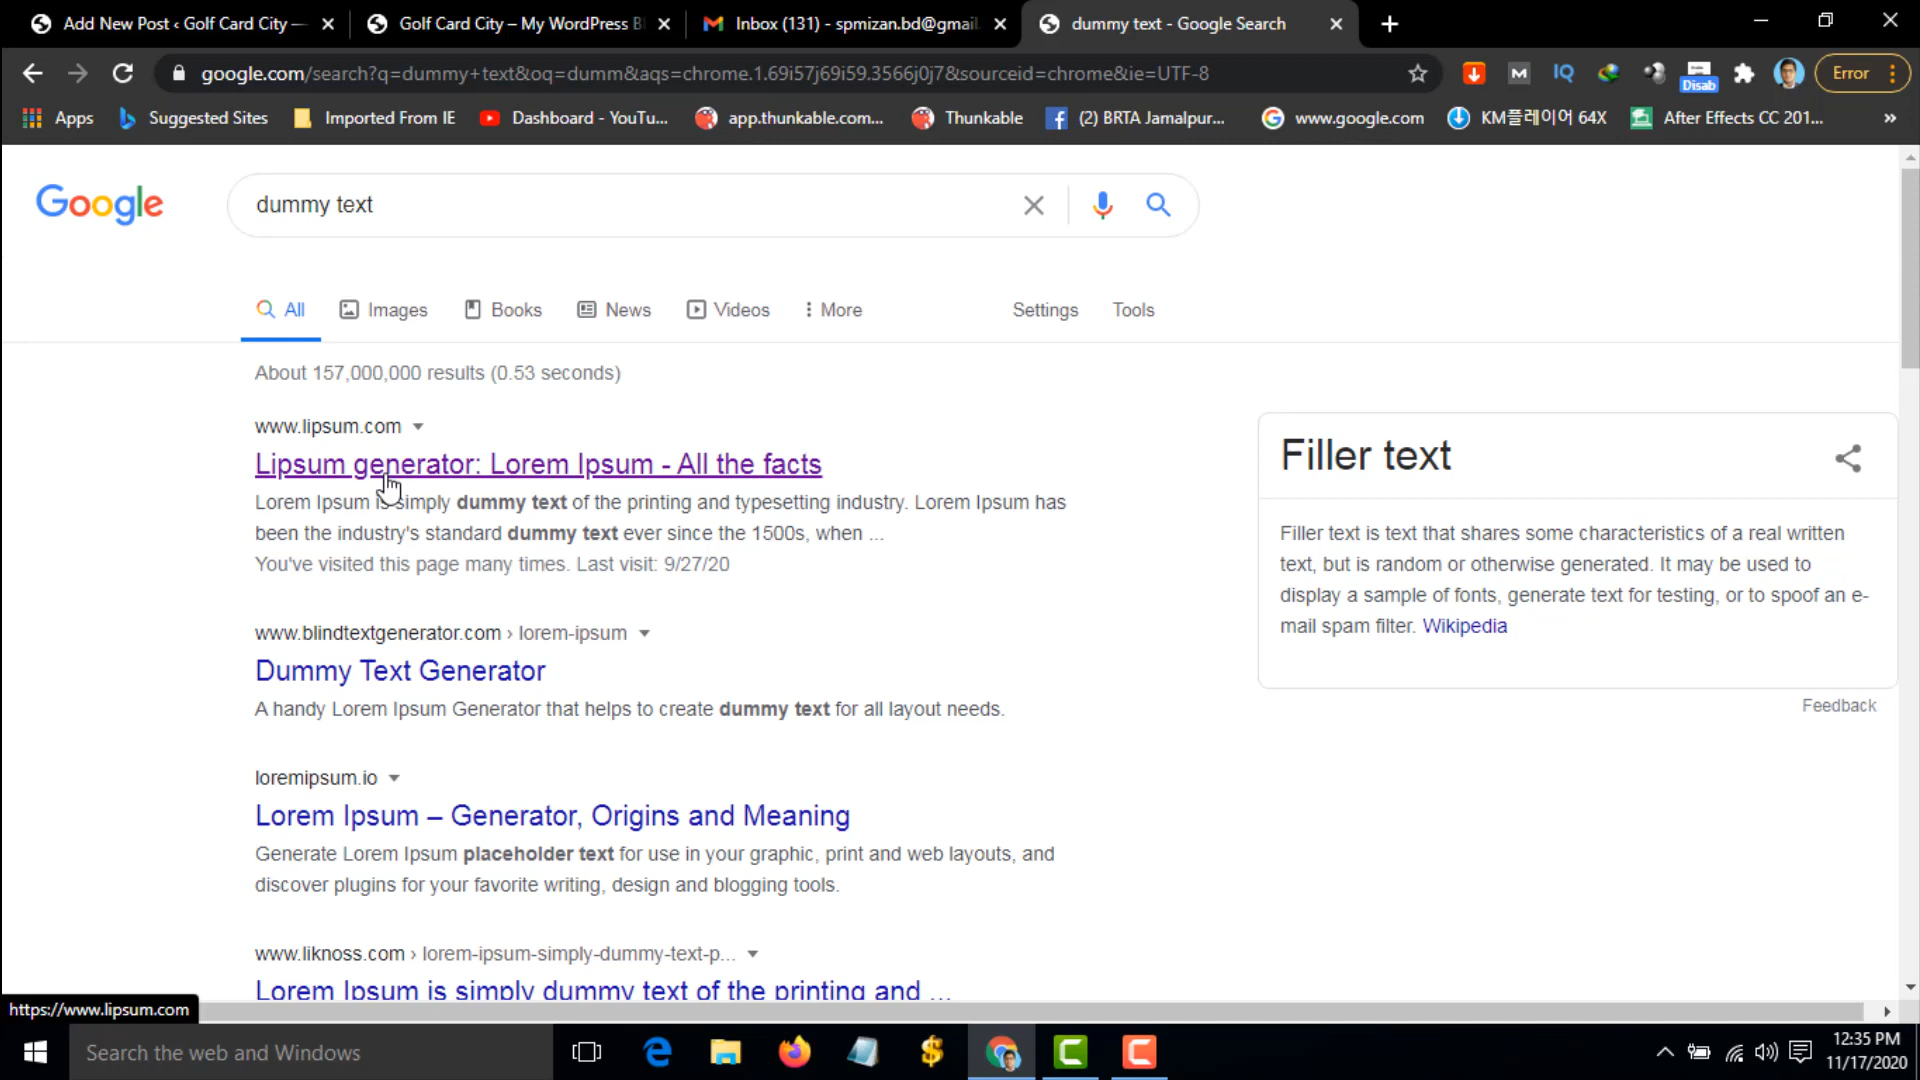 Add New Post ‹ Golf Card City —
Golf Card City – My WordPress B
Inbox (131) - spmizan.bd@gmail.
dummy text - Google Search
google.com/search?q=dummy+text&oq=dumm&aqs=chrome.1.69i57j69i59.3566j0j7&sourceid=chrome&ie=UTF-8
M
IQ
Disab
Error
Apps
Suggested Sites
Imported From IE
Dashboard - YouTu...
app.thunkable.com...
Thunkable
(2) BRTA Jamalpur...
www.google.com
KM플레이어 64X
After Effects CC 201...
»
Google
dummy text
All
Images
Books
News
Videos
More
Settings
Tools
About 157,000,000 results (0.53 seconds)
www.lipsum.com
Lipsum generator: Lorem Ipsum - All the facts
Lorem Ipsum is simply dummy text of the printing and typesetting industry. Lorem Ipsum has
been the industry's standard dummy text ever since the 1500s, when ...
You've visited this page many times. Last visit: 9/27/20
www.blindtextgenerator.com › lorem-ipsum
Dummy Text Generator
A handy Lorem Ipsum Generator that helps to create dummy text for all layout needs.
loremipsum.io
Lorem Ipsum – Generator, Origins and Meaning
Generate Lorem Ipsum placeholder text for use in your graphic, print and web layouts, and
discover plugins for your favorite writing, design and blogging tools.
www.liknoss.com › lorem-ipsum-simply-dummy-text-p...
Lorem Ipsum is simply dummy text of the printing and ...
Filler text
Filler text is text that shares some characteristics of a real written
text, but is random or otherwise generated. It may be used to
display a sample of fonts, generate text for testing, or to spoof an e-
mail spam filter. Wikipedia
Feedback
https://www.lipsum.com
Search the web and Windows
12:35 PM
11/17/2020